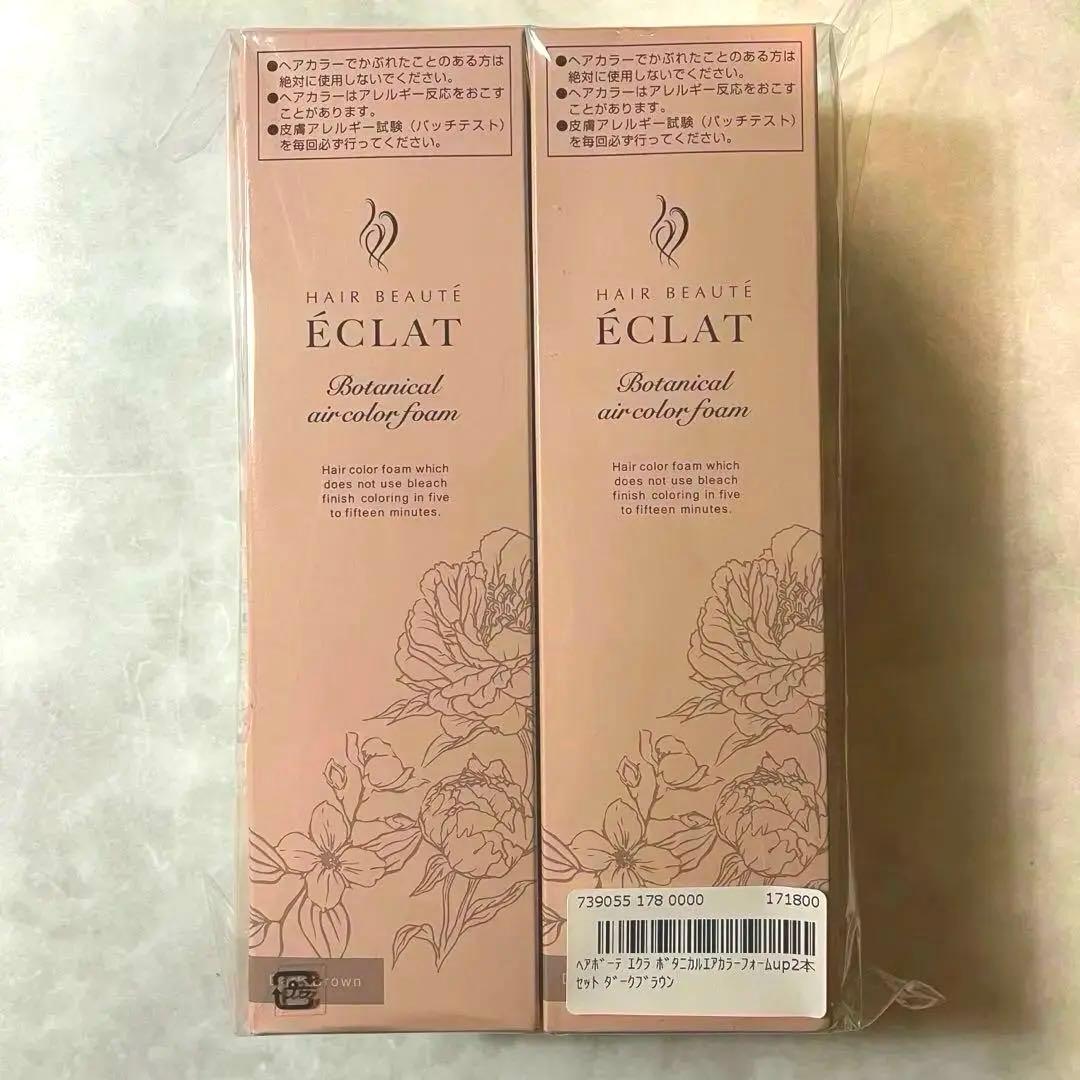 ●ヘアカラーでかぶれたことのある方は
絶対に使用しないでください。
●ヘアカラーはアレルギー反応をおこす
ことがあります。
●皮膚アレルギー試験（パッチテスト）
を毎回必ず行ってください。
HAIR BEAUTÉ
ÉCLAT
Botanical
air color foam
Hair color foam which
does not use bleach
finish coloring in five
to fifteen minutes.
Dark Brown
プラ
●ヘアカラーでかぶれたことのある方は
絶対に使用しないでください。
●ヘアカラーはアレルギー反応をおこす
ことがあります。
●皮膚アレルギー試験（パッチテスト）
を毎回必ず行ってください。
HAIR BEAUTÉ
ÉCLAT
Botanical
air color foam
Hair color foam which
does not use bleach
finish coloring in five
to fifteen minutes.
739055 178 0000 171800
ﾍｱﾎﾞｰﾃ ｴｸﾗ ﾎﾞﾀﾆｶﾙｴｱｶﾗｰﾌｫｰﾑup2本
ｾｯﾄ ﾀﾞｰｸﾌﾞﾗｳﾝ